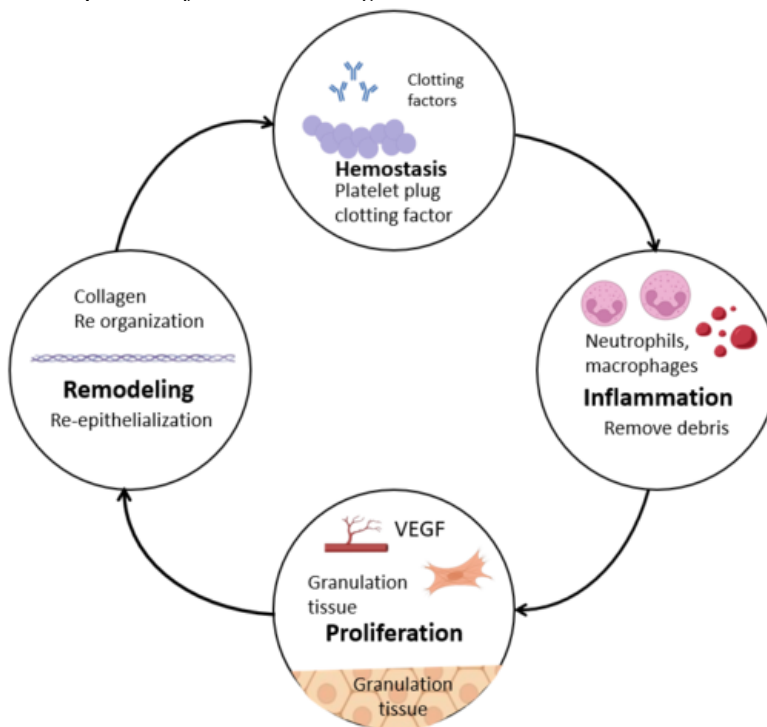 Clotting
factors
Hemostasis
Platelet plug
clotting factor
Neutrophils,
macrophages
Inflammation
Remove debris
VEGF
Granulation
tissue
Proliferation
Granulation
tissue
Collagen
Re organization
Remodeling
Re-epithelialization